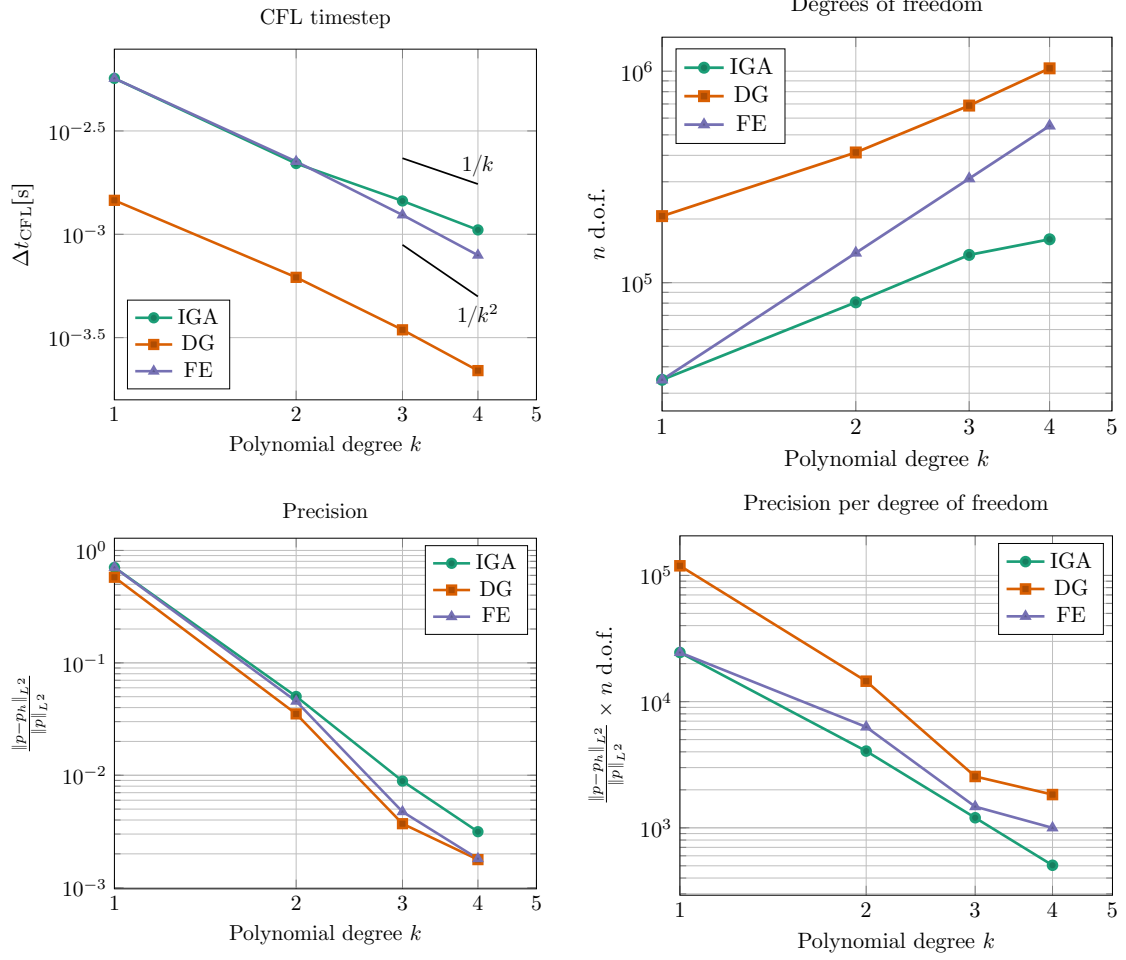 CFL timestep
10^{-2.5}
10^{-3}
10^{-3.5}
Δt_{CFL}[s]
1/k
1/k^2
IGA
DG
FE
1 2 3 4 5
Polynomial degree k
Degrees of freedom
10^6
10^5
n d.o.f.
IGA
DG
FE
1 2 3 4 5
Polynomial degree k
Precision
10^0
10^{-1}
10^{-2}
10^{-3}
‖p−p_h‖_{L^2} / ‖p‖_{L^2}
IGA
DG
FE
1 2 3 4 5
Polynomial degree k
Precision per degree of freedom
10^5
10^4
10^3
‖p−p_h‖_{L^2} / ‖p‖_{L^2} × n d.o.f.
IGA
DG
FE
1 2 3 4 5
Polynomial degree k